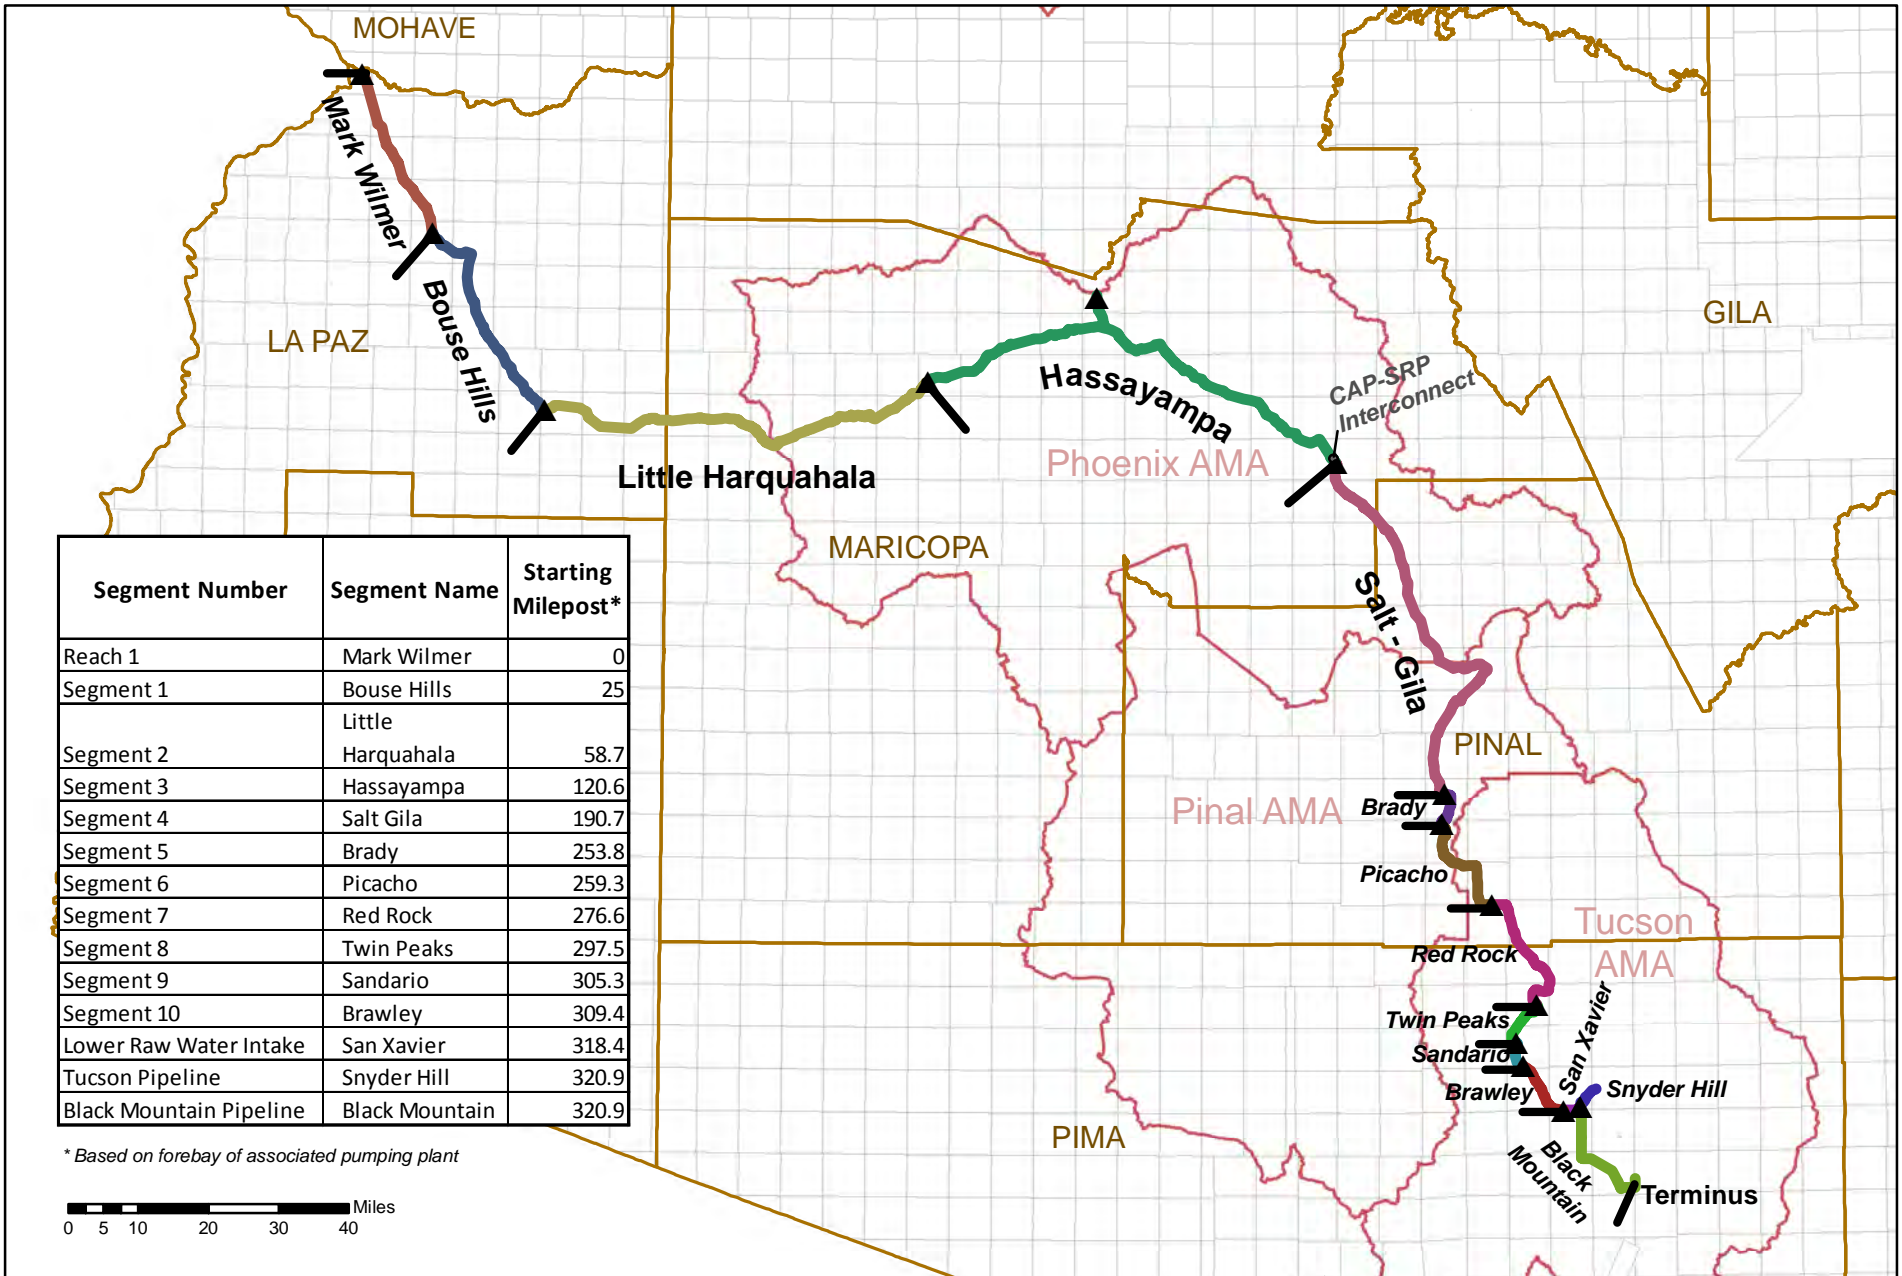 MOHAVE
Mark Wilmer
LA PAZ
Bouse Hills
GILA
CAP-SRP
Interconnect
Hassayampa
Phoenix AMA
Little Harquahala
MARICOPA
Salt - Gila
PINAL
Pinal AMA
Brady
Picacho
Tucson
AMA
Red Rock
Twin Peaks
San Xavier
Sandario
Brawley
Snyder Hill
PIMA
Black
Mountain
Terminus
Segment Number Segment Name Starting Milepost*
Reach 1 Mark Wilmer 0
Segment 1 Bouse Hills 25
Segment 2 Little Harquahala 58.7
Segment 3 Hassayampa 120.6
Segment 4 Salt Gila 190.7
Segment 5 Brady 253.8
Segment 6 Picacho 259.3
Segment 7 Red Rock 276.6
Segment 8 Twin Peaks 297.5
Segment 9 Sandario 305.3
Segment 10 Brawley 309.4
Lower Raw Water Intake San Xavier 318.4
Tucson Pipeline Snyder Hill 320.9
Black Mountain Pipeline Black Mountain 320.9
* Based on forebay of associated pumping plant
Miles
0 5 10 20 30 40